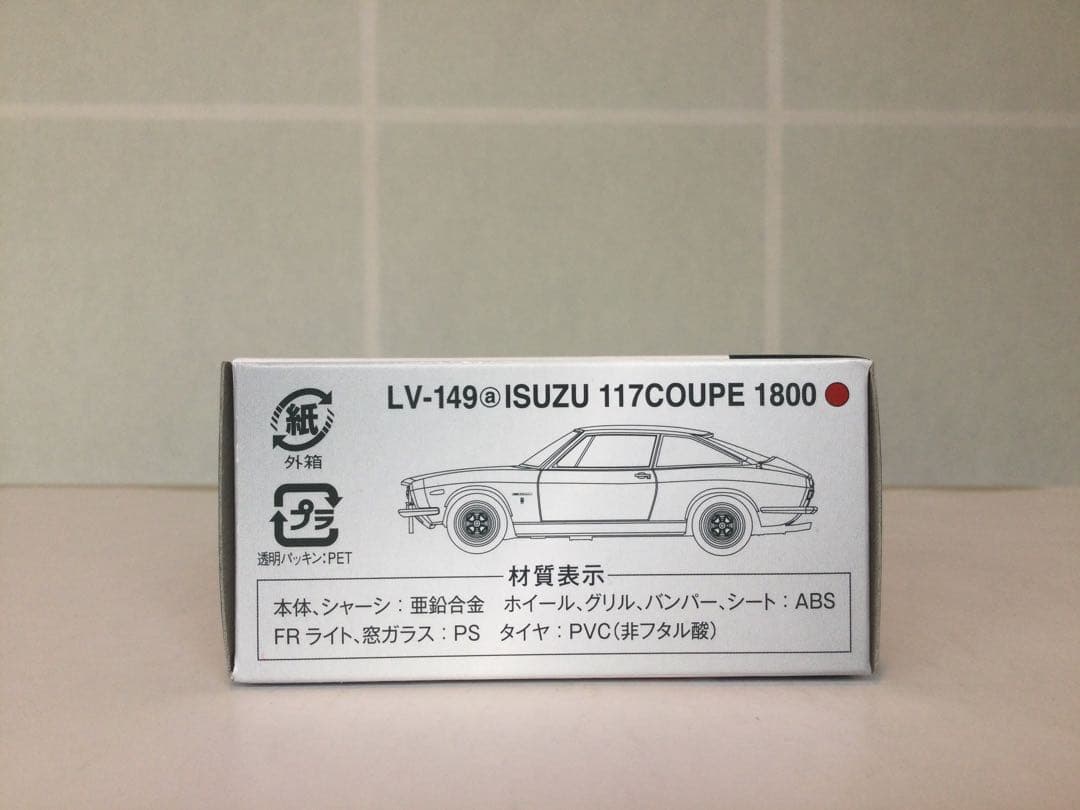 LV-149ⓐISUZU 117COUPE 1800
紙
外箱
プラ
透明パッキン:PET
材質表示
本体、シャーシ:亜鉛合金 ホイール、グリル、バンパー、シート:ABS
FR ライト、窓ガラス:PS タイヤ:PVC(非フタル酸)